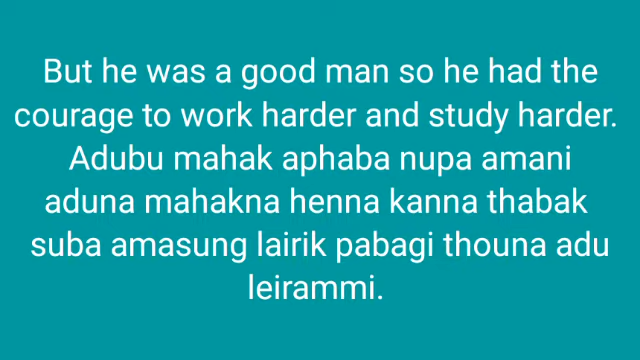 But he was a good man so he had the
courage to work harder and study harder.
Adubu mahak aphaba nupa amani
aduna mahakna henna kanna thabak
suba amasung lairik pabagi thouna adu
leirammi.